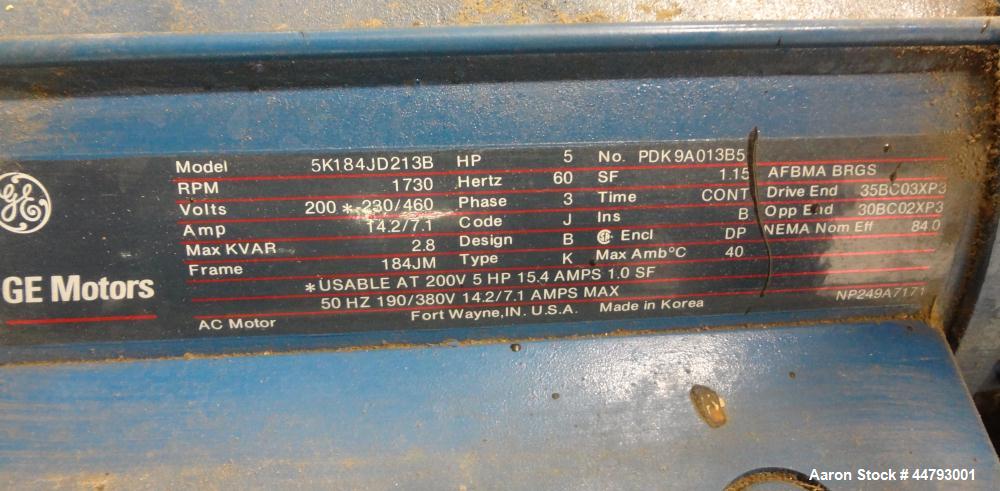 GE
GE Motors
Model 5K184JD213B HP 5 No. PDK9A013B5
RPM 1730 Hertz 60 SF 1.15 AFBMA BRGS
Volts 200 * 230/460 Phase 3 Time CONT Drive End 35BC03XP3
Amp 14.2/7.1 Code J Ins B Opp End 30BC02XP3
Max KVAR 2.8 Design B Encl DP NEMA Nom Eff 84.0
Frame 184JM Type K Max Amb°C 40
*USABLE AT 200V 5 HP 15.4 AMPS 1.0 SF
50 HZ 190/380V 14.2/7.1 AMPS MAX
AC Motor Fort Wayne, IN. U.S.A. Made in Korea NP249A7171
Aaron Stock # 44793001